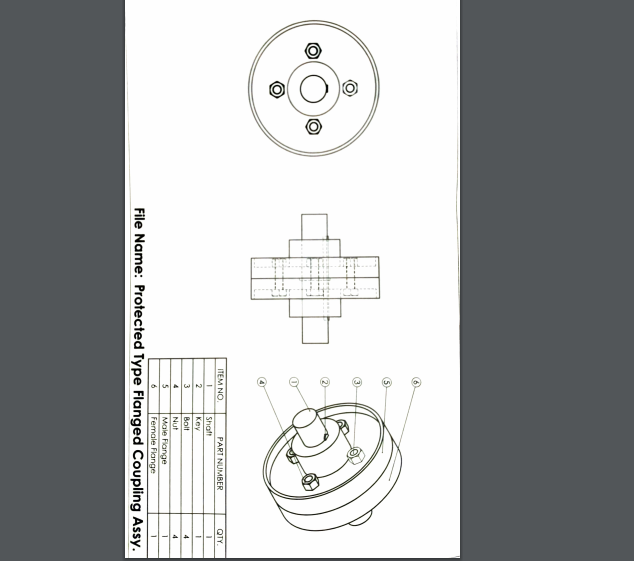 6
5
3
2
1
4
ITEM NO. PART NUMBER QTY.
1 Shaft 1
2 Key 1
3 Bolt 4
4 Nut 4
5 Male Flange 1
6 Female Flange 1
File Name: Protected Type Flanged Coupling Assy.